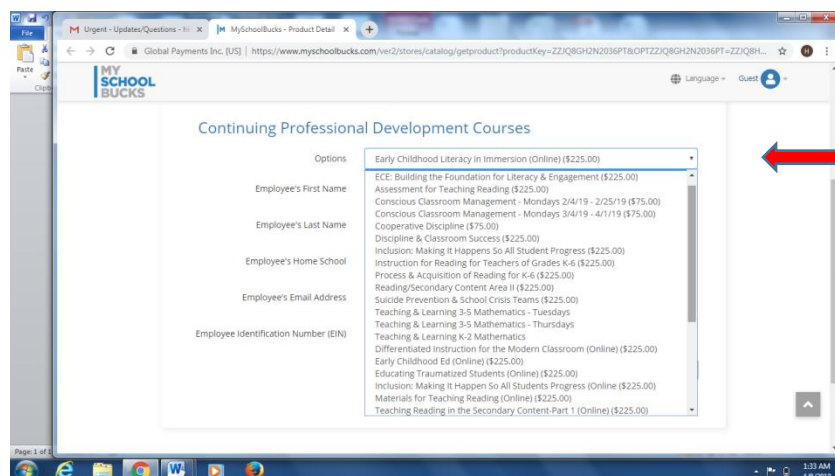 File
Paste
M Urgent - Updates/Questions - h
MySchoolBucks - Product Detail
Global Payments Inc. [US] | https://www.myschoolbucks.com/ver2/stores/catalog/getproduct?productKey=ZZJQ8GH2N2036PT&OPTZZJQ8GH2N2036PT=ZZJQ8H...
MY
SCHOOL
BUCKS
Language
Guest
Continuing Professional Development Courses
Options
Early Childhood Literacy in Immersion (Online) ($225.00)
ECE: Building the Foundation for Literacy & Engagement ($225.00)
Employee's First Name
Assessment for Teaching Reading ($225.00)
Conscious Classroom Management - Mondays 2/4/19 - 2/25/19 ($75.00)
Conscious Classroom Management - Mondays 3/4/19 - 4/1/19 ($75.00)
Employee's Last Name
Cooperative Discipline ($75.00)
Discipline & Classroom Success ($225.00)
Inclusion: Making It Happens So All Student Progress ($225.00)
Employee's Home School
Instruction for Reading for Teachers of Grades K-6 ($225.00)
Process & Acquisition of Reading for K-6 ($225.00)
Reading/Secondary Content Area II ($225.00)
Employee's Email Address
Suicide Prevention & School Crisis Teams ($225.00)
Teaching & Learning 3-5 Mathematics - Tuesdays
Teaching & Learning 3-5 Mathematics - Thursdays
Employee Identification Number (EIN)
Teaching & Learning K-2 Mathematics
Differentiated Instruction for the Modern Classroom (Online) ($225.00)
Early Childhood Ed (Online) ($225.00)
Educating Traumatized Students (Online) ($225.00)
Inclusion: Making It Happen So All Students Progress (Online ($225.00)
Materials for Teaching Reading (Online) ($225.00)
Teaching Reading in the Secondary Content-Part 1 (Online) ($225.00)
Page: 1 of 1
1:33 AM